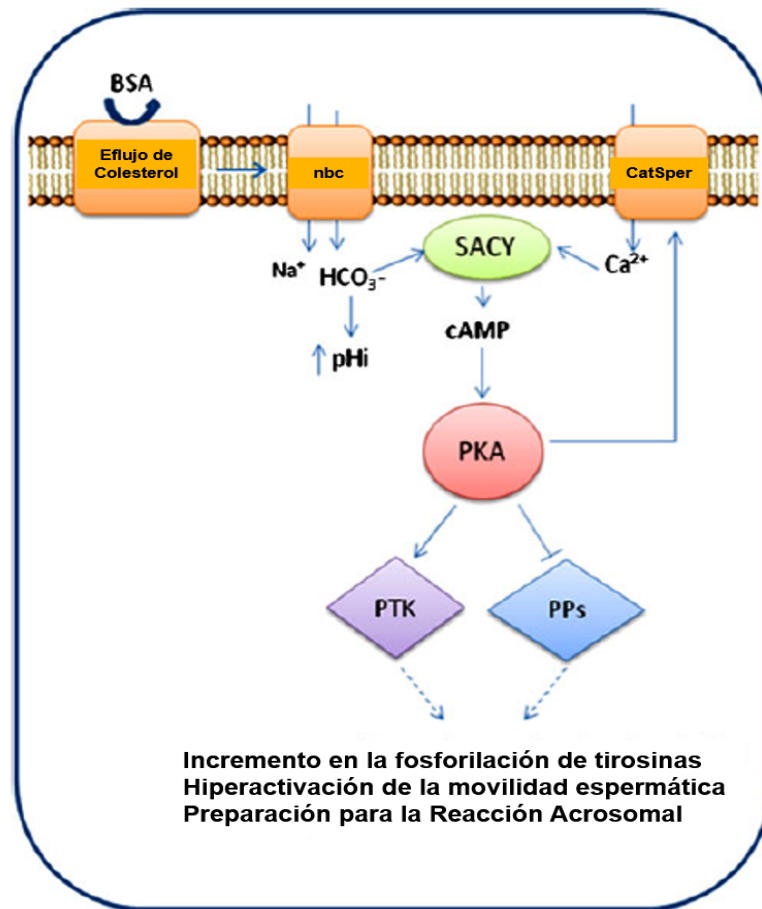 BSA
Eflujo de
Colesterol
nbc
CatSper
Na⁺
HCO₃-
SACY
Ca²⁺
pHi
cAMP
PKA
PTK
PPs
Incremento en la fosforilación de tirosinas
Hiperactivación de la movilidad espermática
Preparación para la Reacción Acrosomal